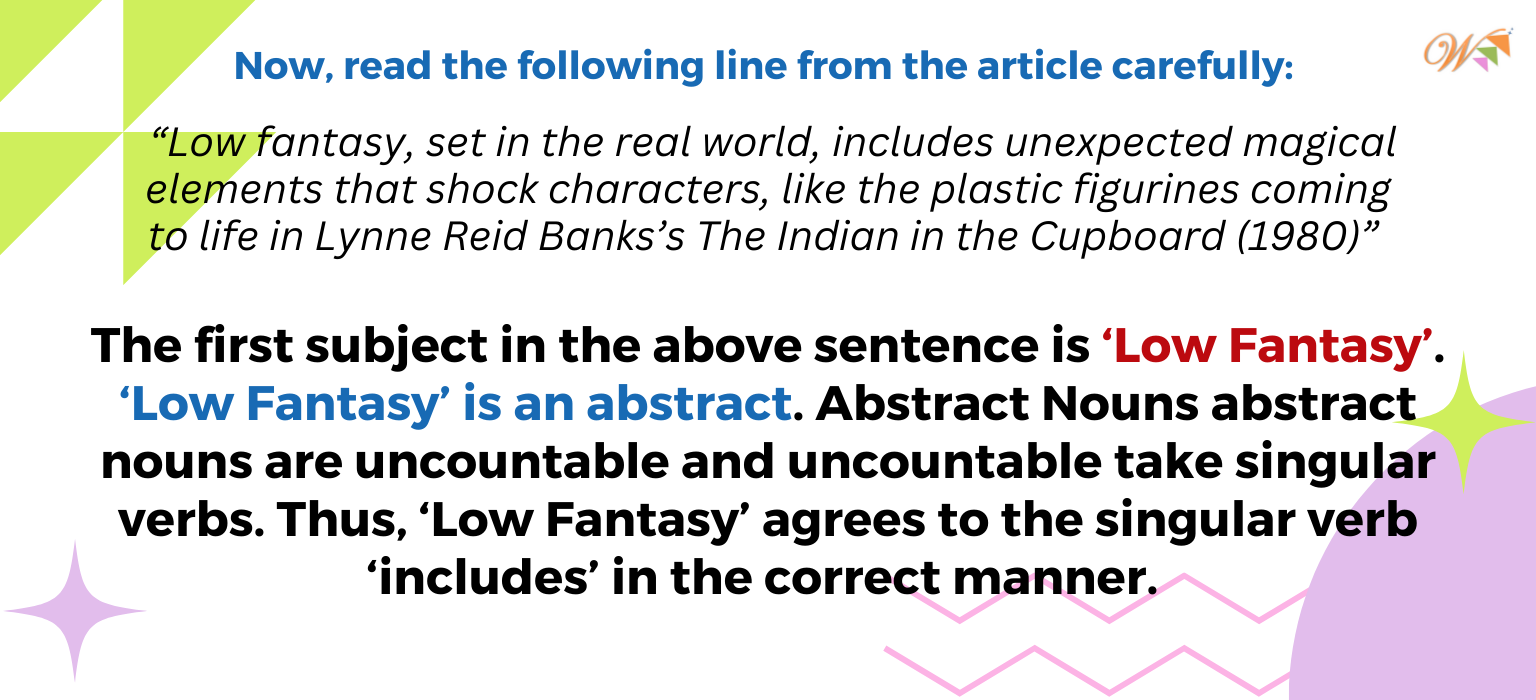 Now, read the following line from the article carefully:
W
“Low fantasy, set in the real world, includes unexpected magical
elements that shock characters, like the plastic figurines coming
to life in Lynne Reid Banks’s The Indian in the Cupboard (1980)”
The first subject in the above sentence is ‘Low Fantasy’.
‘Low Fantasy’ is an abstract. Abstract Nouns abstract
nouns are uncountable and uncountable take singular
verbs. Thus, ‘Low Fantasy’ agrees to the singular verb
‘includes’ in the correct manner.